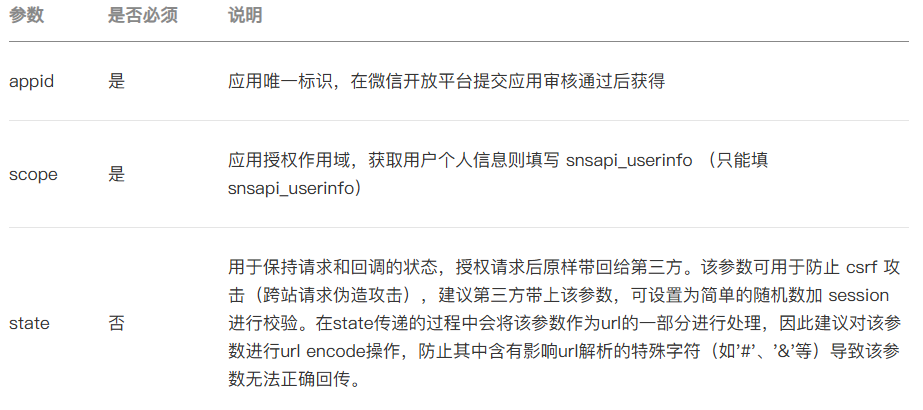 参数 是否必须 说明
appid 是 应用唯一标识，在微信开放平台提交应用审核通过后获得
scope 是 应用授权作用域，获取用户个人信息则填写 snsapi_userinfo （只能填
snsapi_userinfo）
state 否 用于保持请求和回调的状态，授权请求后原样带回给第三方。该参数可用于防止 csrf 攻
击（跨站请求伪造攻击），建议第三方带上该参数，可设置为简单的随机数加 session
进行校验。在state传递的过程中会将该参数作为url的一部分进行处理，因此建议对该参
数进行url encode操作，防止其中含有影响url解析的特殊字符（如’#’、’&’等）导致该参
数无法正确回传。